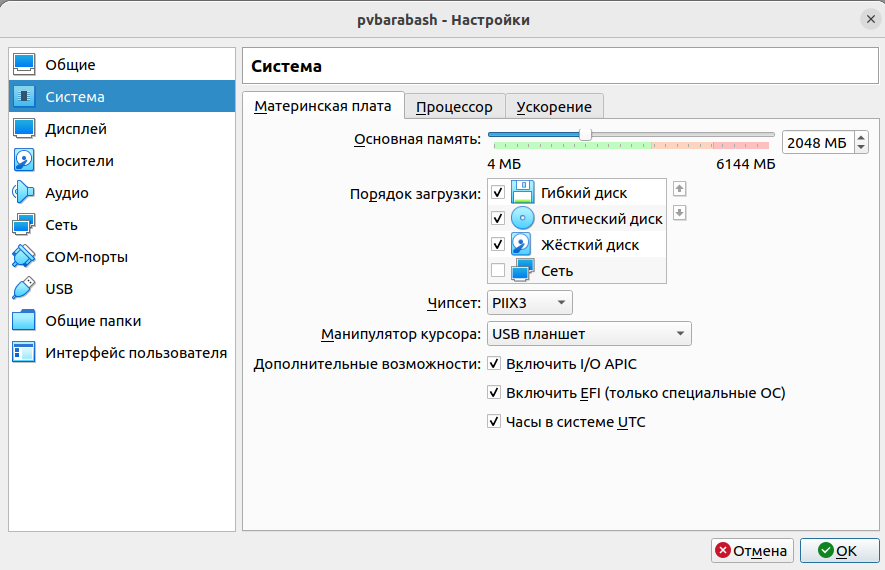 pvbarabash - Настройки
Общие
Система
Дисплей
Носители
Аудио
Сеть
COM-порты
USB
Общие папки
Интерфейс пользователя
Система
Материнская плата Процессор Ускорение
Основная память: 2048 МБ
4 МБ 6144 МБ
Порядок загрузки: Гибкий диск
Оптический диск
Жёсткий диск
Сеть
Чипсет: PIIX3
Манипулятор курсора: USB планшет
Дополнительные возможности: Включить I/O APIC
Включить EFI (только специальные ОС)
Часы в системе UTC
Отмена OK